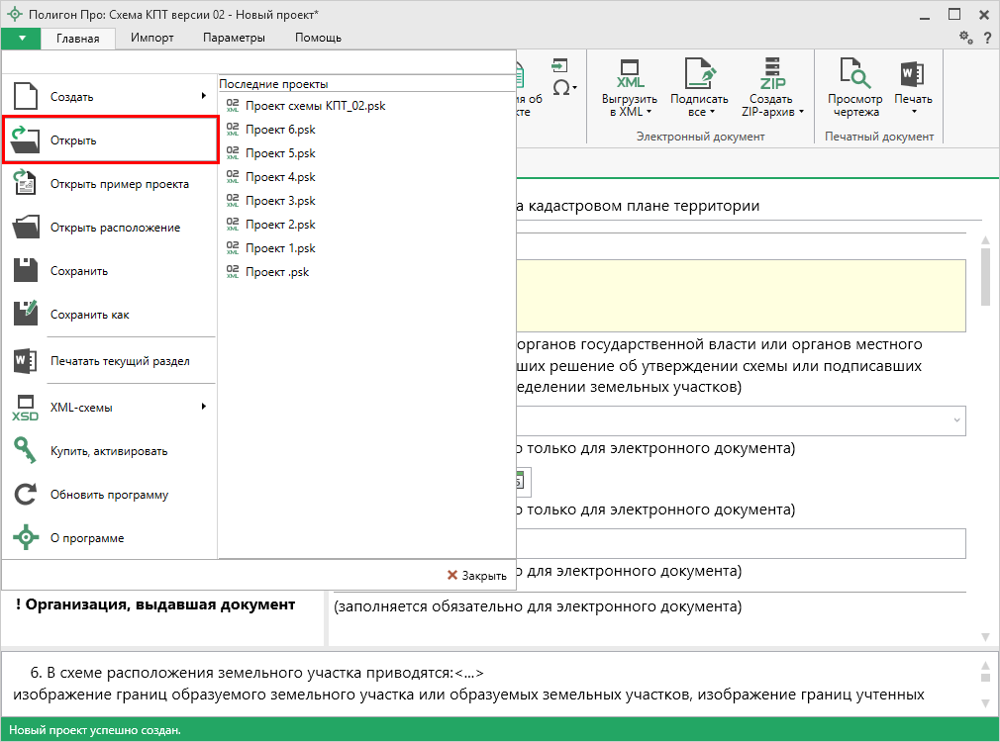 Полигон Про: Схема КПТ версии 02 - Новый проект*
Главная Импорт Параметры Помощь
?
Создать
Открыть
Открыть пример проекта
Открыть расположение
Сохранить
Сохранить как
Печатать текущий раздел
XML-схемы
Купить, активировать
Обновить программу
О программе
Последние проекты
Проект схемы КПТ_02.psk
Проект 6.psk
Проект 5.psk
Проект 4.psk
Проект 3.psk
Проект 2.psk
Проект 1.psk
Проект .psk
Закрыть
об
Ω
XML
Выгрузить
в XML
Подписать
все
ZIP
Создать
ZIP-архив
Электронный документ
Просмотр
чертежа
Печать
Печатный документ
а кадастровом плане территории
органов государственной власти или органов местного
ших решение об утверждении схемы или подписавших
еделении земельных участков)
о только для электронного документа)
о только для электронного документа)
о для электронного документа)
! Организация, выдавшая документ
(заполняется обязательно для электронного документа)
6. В схеме расположения земельного участка приводятся:<...>
изображение границ образуемого земельного участка или образуемых земельных участков, изображение границ учтенных
Новый проект успешно создан.